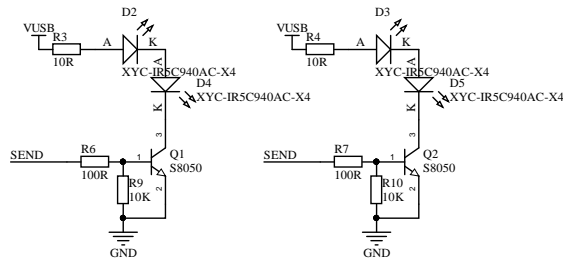 D2
VUSB
R3
A
K
10R
A
XYC-IR5C940AC-X4
D4
XYC-IR5C940AC-X4
K
3
SEND
R6
1
Q1
S8050
100R
R9
10K
2
GND
D3
VUSB
R4
A
K
10R
A
XYC-IR5C940AC-X4
D5
XYC-IR5C940AC-X4
K
3
SEND
R7
1
Q2
S8050
100R
R10
10K
2
GND